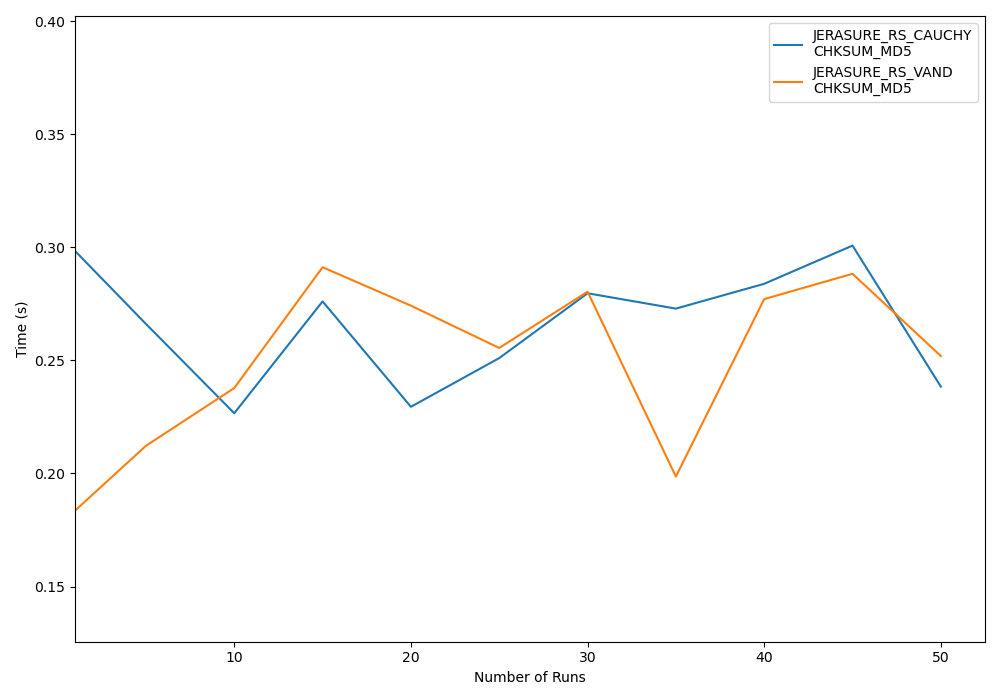 0.40
0.35
0.30
0.25
0.20
0.15
Time (s)
JERASURE_RS_CAUCHY
CHKSUM_MD5
JERASURE_RS_VAND
CHKSUM_MD5
10 20 30 40 50
Number of Runs